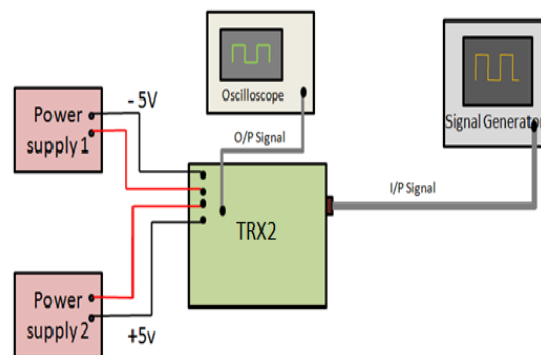 - 5V
Oscilloscope
Signal Generator
Power
supply 1
O/P Signal
I/P Signal
TRX2
Power
supply 2
+5v